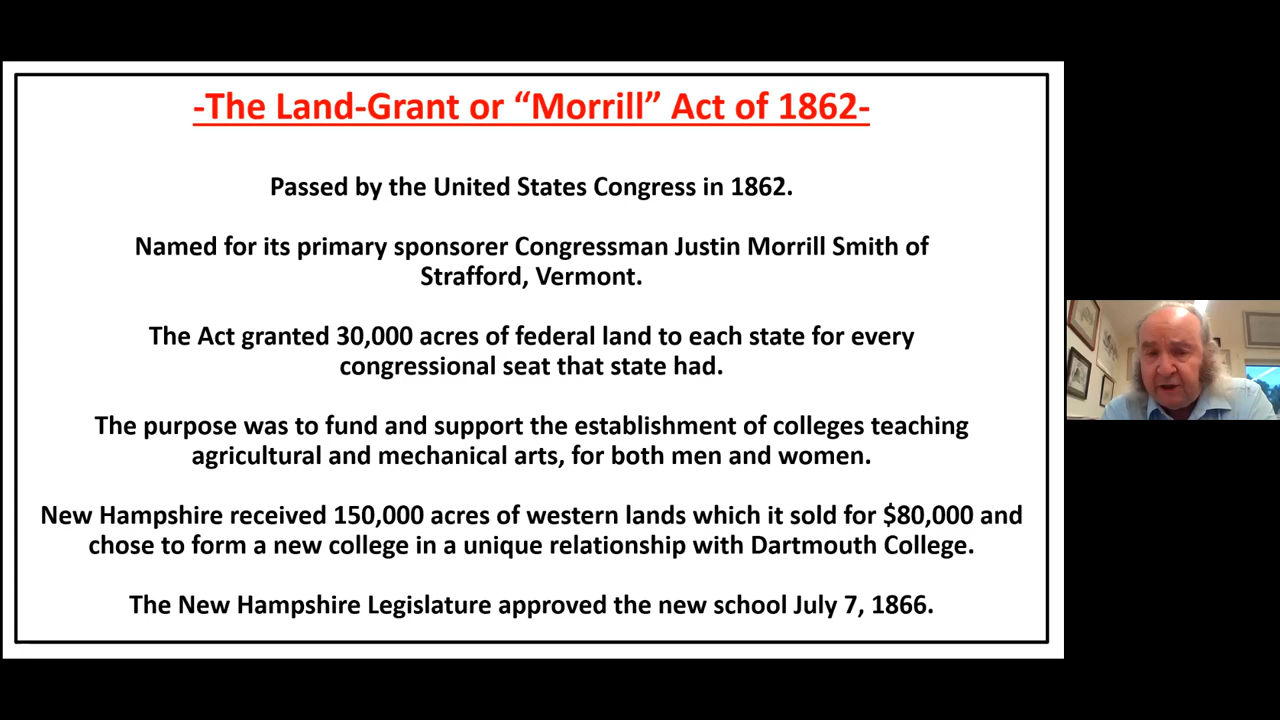 -The Land-Grant or “Morrill” Act of 1862-
Passed by the United States Congress in 1862.
Named for its primary sponsorer Congressman Justin Morrill Smith of
Strafford, Vermont.
The Act granted 30,000 acres of federal land to each state for every
congressional seat that state had.
The purpose was to fund and support the establishment of colleges teaching
agricultural and mechanical arts, for both men and women.
New Hampshire received 150,000 acres of western lands which it sold for $80,000 and
chose to form a new college in a unique relationship with Dartmouth College.
The New Hampshire Legislature approved the new school July 7, 1866.